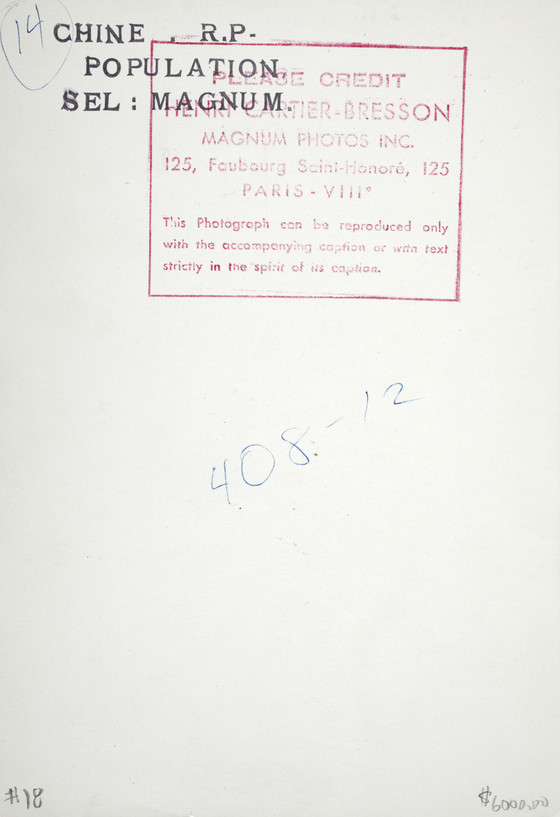 14
CHINE . R.P-
POPULATION.
SEL : MAGNUM.
PLEASE CREDIT
HENRI CARTIER-BRESSON
MAGNUM PHOTOS INC.
125, Faubourg Saint-Honoré, 125
PARIS - VIIIe
This Photograph can be reproduced only
with the accompanying caption or with text
strictly in the spirit of its caption.
408-12
#18
$6000.00